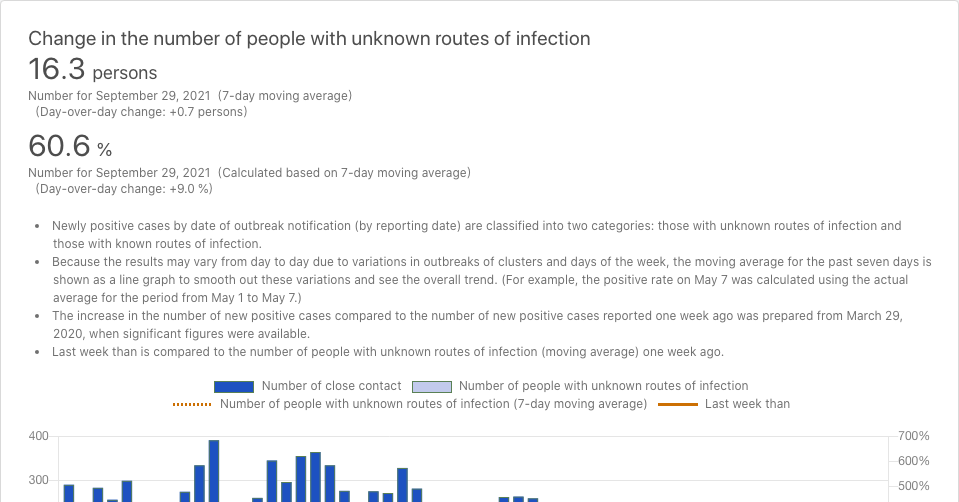 Change in the number of people with unknown routes of infection
16.3 persons
Number for September 29, 2021 (7-day moving average)
(Day-over-day change: +0.7 persons)
60.6 %
Number for September 29, 2021 (Calculated based on 7-day moving average)
(Day-over-day change: +9.0 %)
• Newly positive cases by date of outbreak notification (by reporting date) are classified into two categories: those with unknown routes of infection and
those with known routes of infection.
• Because the results may vary from day to day due to variations in outbreaks of clusters and days of the week, the moving average for the past seven days is
shown as a line graph to smooth out these variations and see the overall trend. (For example, the positive rate on May 7 was calculated using the actual
average for the period from May 1 to May 7.)
• The increase in the number of new positive cases compared to the number of new positive cases reported one week ago was prepared from March 29,
2020, when significant figures were available.
• Last week than is compared to the number of people with unknown routes of infection (moving average) one week ago.
Number of close contact Number of people with unknown routes of infection
Number of people with unknown routes of infection (7-day moving average) Last week than
400 700%
600%
300 500%